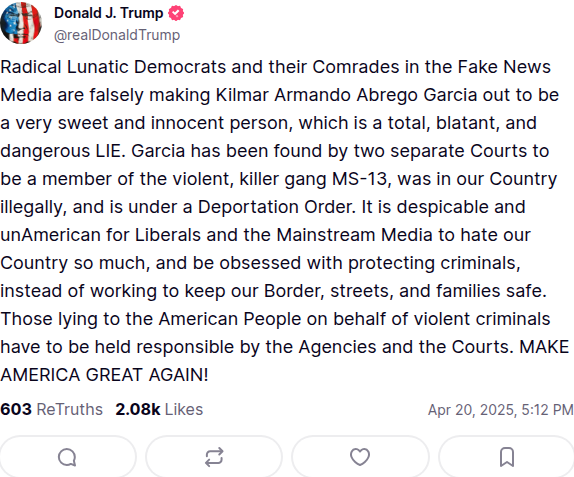 Donald J. Trump
@realDonaldTrump
Radical Lunatic Democrats and their Comrades in the Fake News
Media are falsely making Kilmar Armando Abrego Garcia out to be
a very sweet and innocent person, which is a total, blatant, and
dangerous LIE. Garcia has been found by two separate Courts to
be a member of the violent, killer gang MS-13, was in our Country
illegally, and is under a Deportation Order. It is despicable and
unAmerican for Liberals and the Mainstream Media to hate our
Country so much, and be obsessed with protecting criminals,
instead of working to keep our Border, streets, and families safe.
Those lying to the American People on behalf of violent criminals
have to be held responsible by the Agencies and the Courts. MAKE
AMERICA GREAT AGAIN!
603 ReTruths 2.08k Likes Apr 20, 2025, 5:12 PM